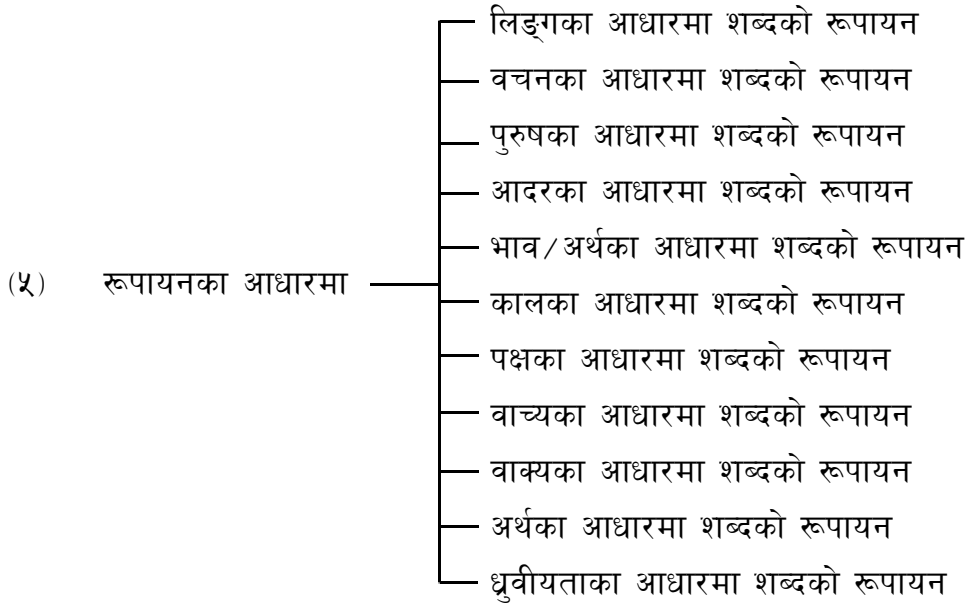 लिङ्गका आधारमा शब्दको रूपायन
वचनका आधारमा शब्दको रूपायन
पुरुषका आधारमा शब्दको रूपायन
आदरका आधारमा शब्दको रूपायन
भाव/अर्थका आधारमा शब्दको रूपायन
(५) रूपायनका आधारमा
कालका आधारमा शब्दको रूपायन
पक्षका आधारमा शब्दको रूपायन
वाच्यका आधारमा शब्दको रूपायन
वाक्यका आधारमा शब्दको रूपायन
अर्थका आधारमा शब्दको रूपायन
ध्रुवीयताका आधारमा शब्दको रूपायन